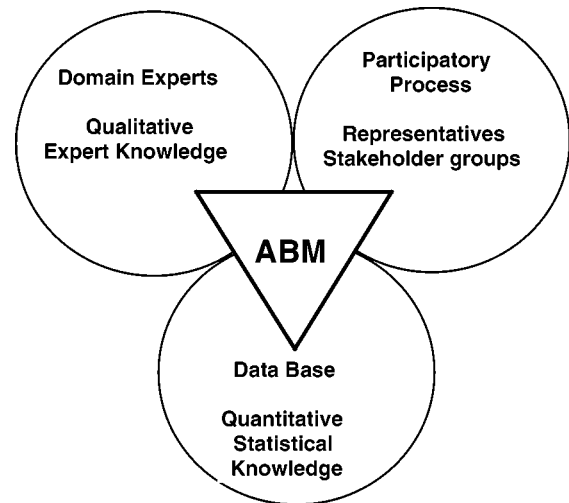 Domain Experts
Qualitative
Expert Knowledge
Participatory
Process
Representatives
Stakeholder groups
ABM
Data Base
Quantitative
Statistical
Knowledge